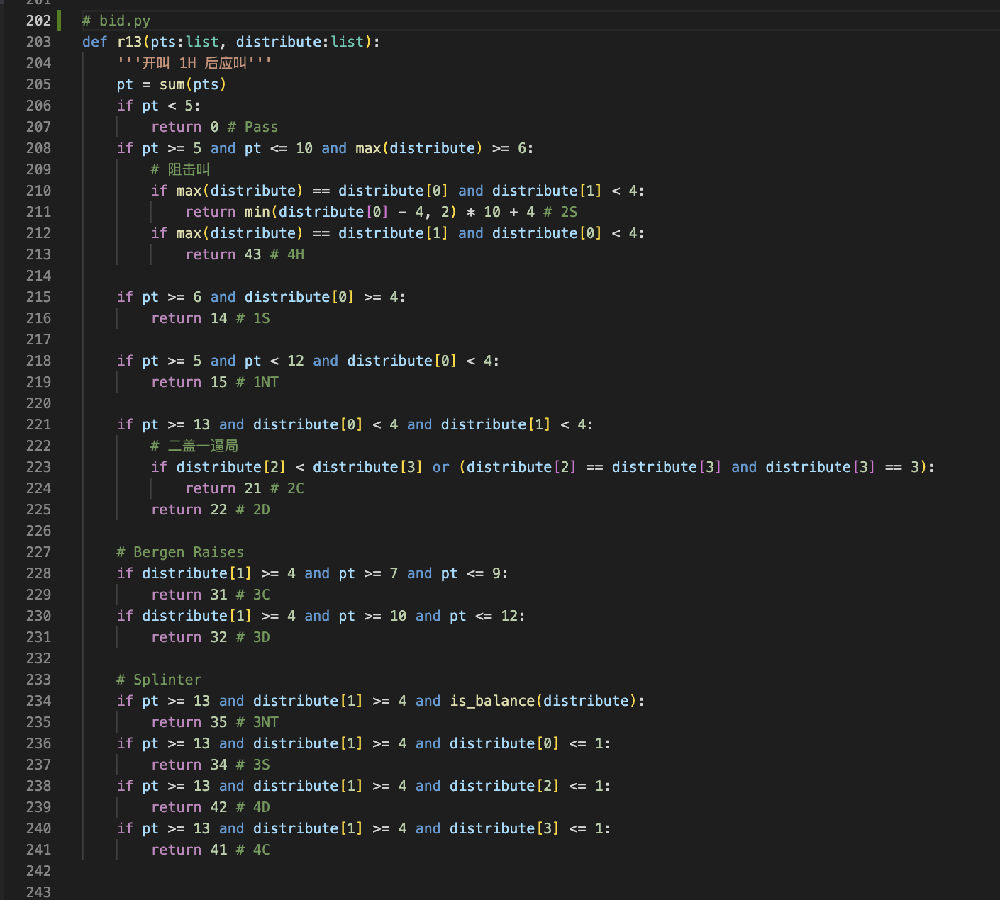 201
202 # bid.py
203 def r13(pts:list, distribute:list):
204 '''开叫 1H 后应叫'''
205 pt = sum(pts)
206 if pt < 5:
207 return 0 # Pass
208 if pt >= 5 and pt <= 10 and max(distribute) >= 6:
209 # 阻击叫
210 if max(distribute) == distribute[0] and distribute[1] < 4:
211 return min(distribute[0] - 4, 2) * 10 + 4 # 2S
212 if max(distribute) == distribute[1] and distribute[0] < 4:
213 return 43 # 4H
214
215 if pt >= 6 and distribute[0] >= 4:
216 return 14 # 1S
217
218 if pt >= 5 and pt < 12 and distribute[0] < 4:
219 return 15 # 1NT
220
221 if pt >= 13 and distribute[0] < 4 and distribute[1] < 4:
222 # 二盖一逼局
223 if distribute[2] < distribute[3] or (distribute[2] == distribute[3] and distribute[3] == 3):
224 return 21 # 2C
225 return 22 # 2D
226
227 # Bergen Raises
228 if distribute[1] >= 4 and pt >= 7 and pt <= 9:
229 return 31 # 3C
230 if distribute[1] >= 4 and pt >= 10 and pt <= 12:
231 return 32 # 3D
232
233 # Splinter
234 if pt >= 13 and distribute[1] >= 4 and is_balance(distribute):
235 return 35 # 3NT
236 if pt >= 13 and distribute[1] >= 4 and distribute[0] <= 1:
237 return 34 # 3S
238 if pt >= 13 and distribute[1] >= 4 and distribute[2] <= 1:
239 return 42 # 4D
240 if pt >= 13 and distribute[1] >= 4 and distribute[3] <= 1:
241 return 41 # 4C
242
243